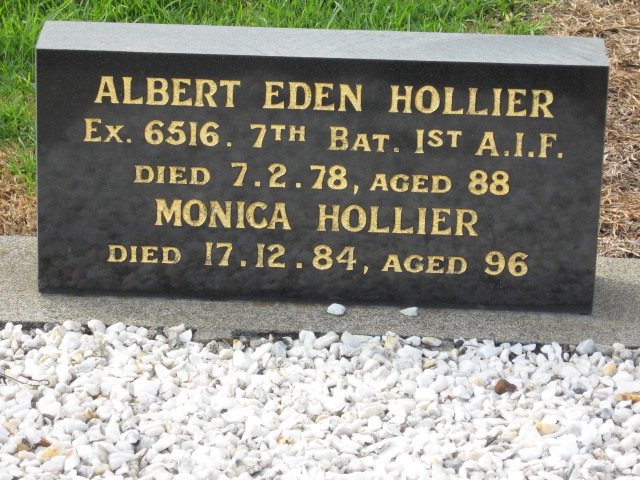 ALBERT EDEN HOLLIER
EX. 6516. 7TH BAT. 1ST A.I.F.
DIED 7.2.78, AGED 88
MONICA HOLLIER
DIED 17.12.84, AGED 96